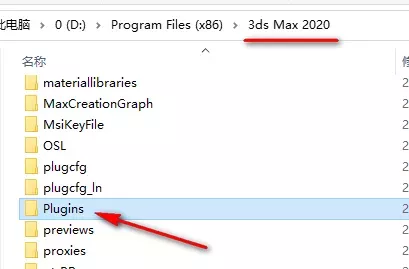 此电脑 › 0 (D:) › Program Files (x86) › 3ds Max 2020
名称
materiallibraries
MaxCreationGraph
MsiKeyFile
OSL
plugcfg
plugcfg_ln
Plugins
previews
proxies